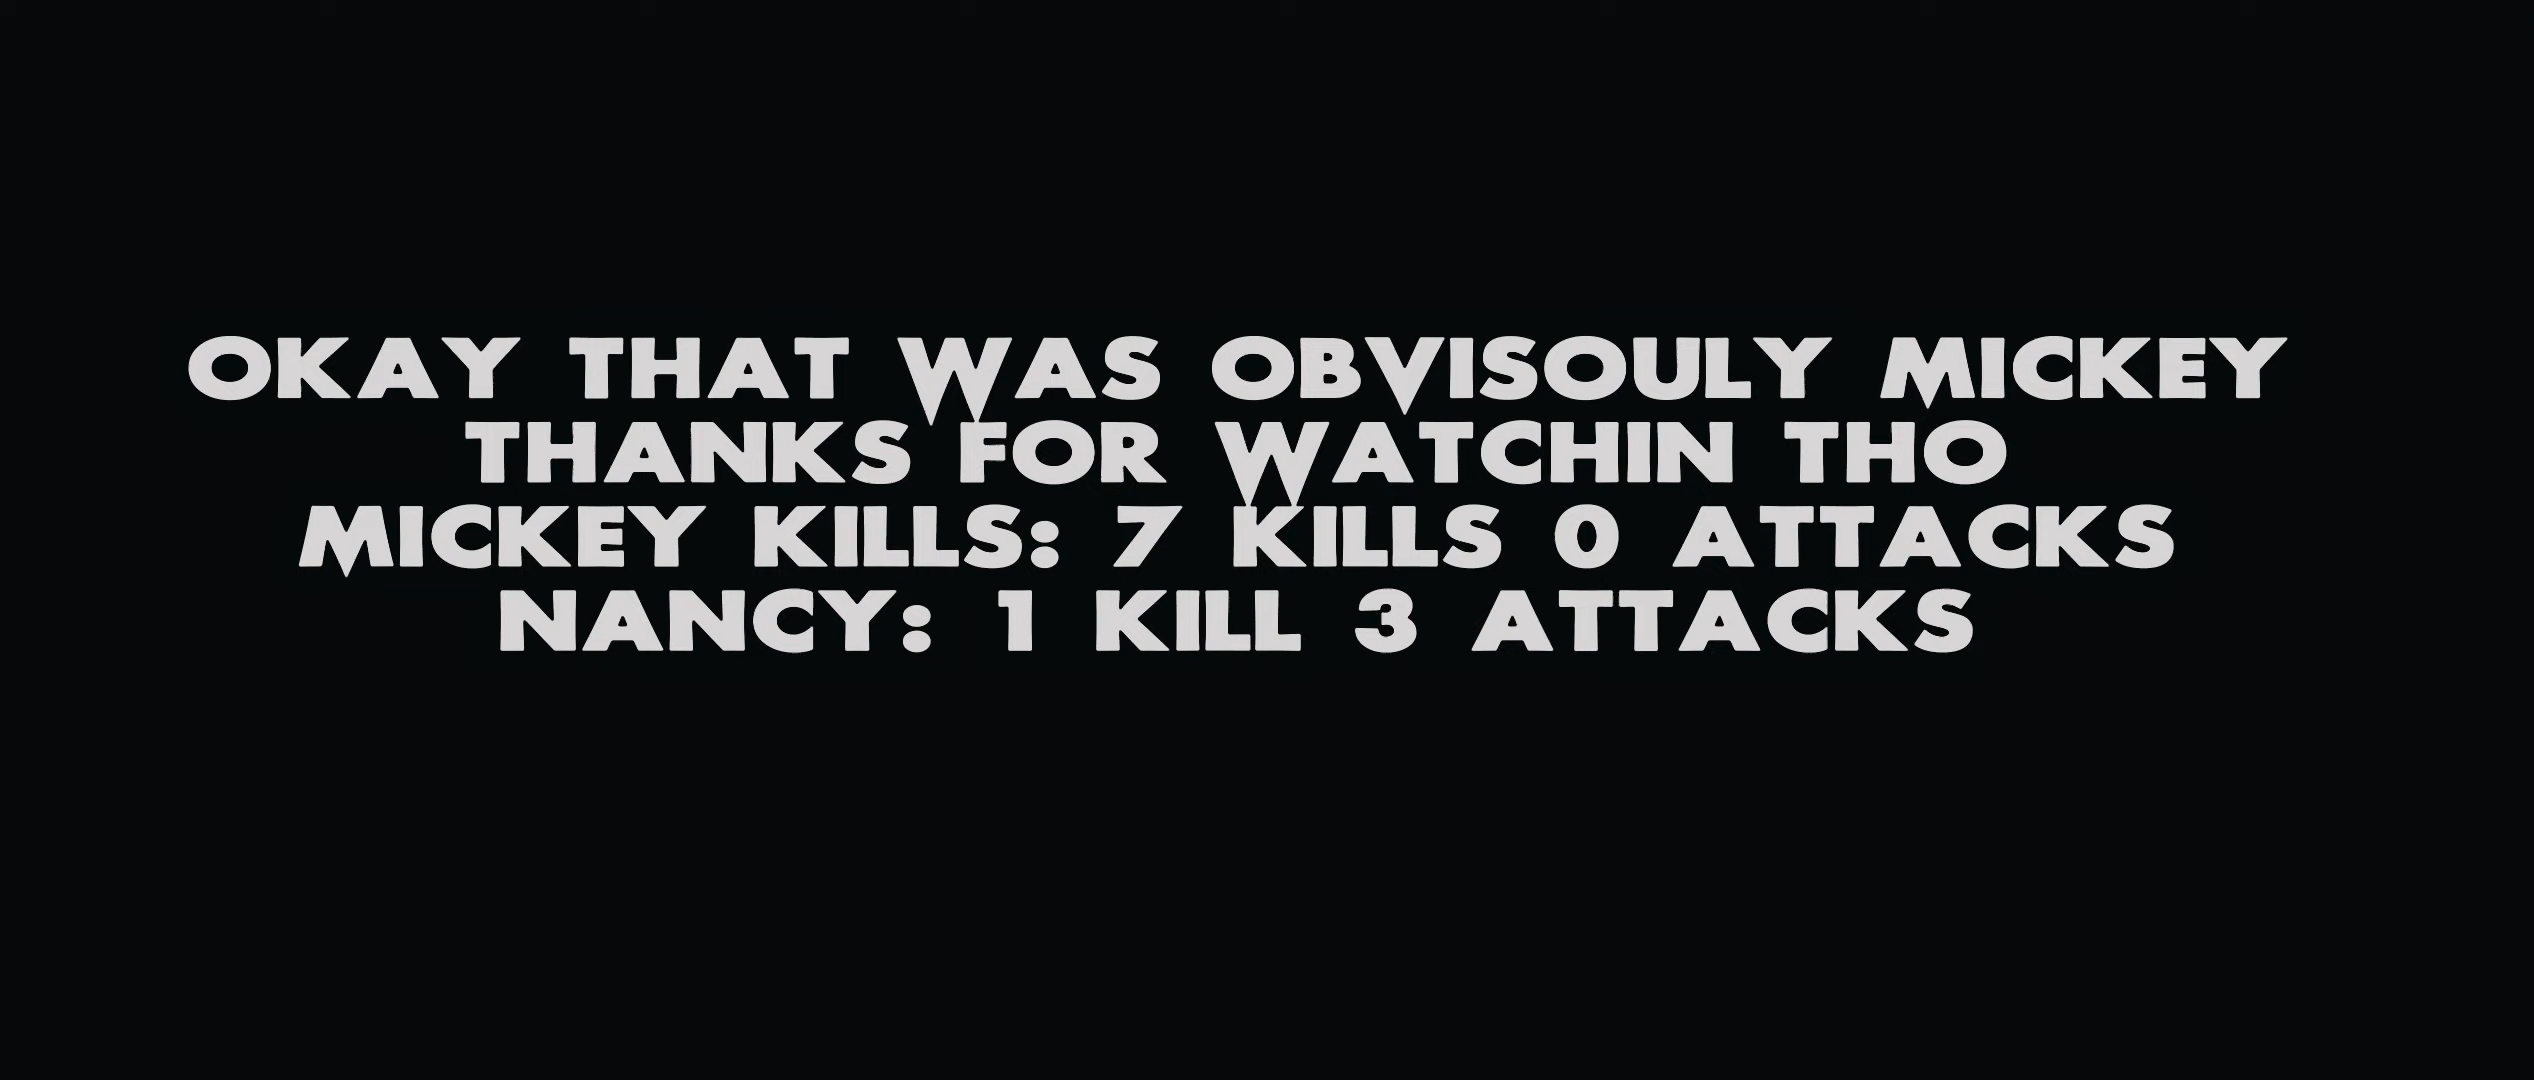 OKAY THAT WAS OBVISOULY MICKEY
THANKS FOR WATCHIN THO
MICKEY KILLS: 7 KILLS 0 ATTACKS
NANCY: 1 KILL 3 ATTACKS